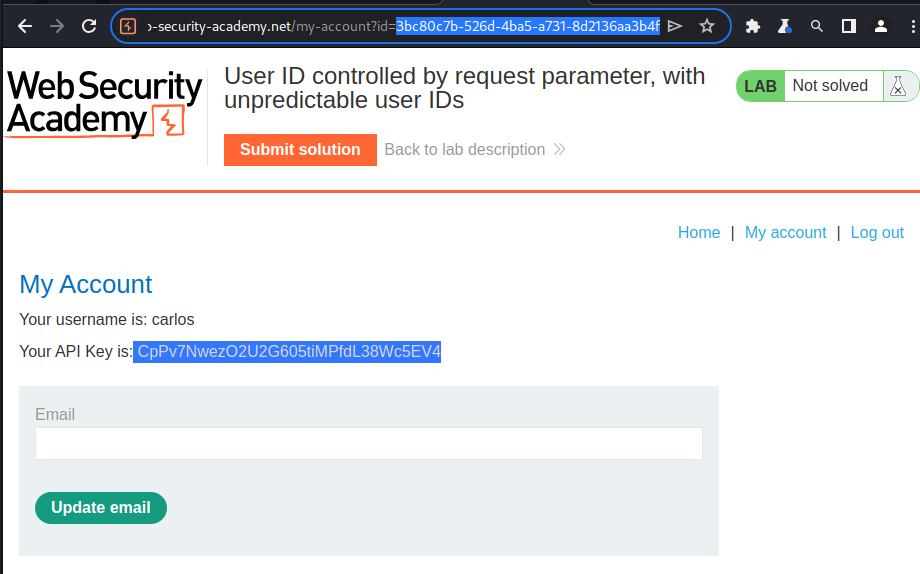 b-security-academy.net/my-account?id=3bc80c7b-526d-4ba5-a731-8d2136aa3b4f
Web Security
Academy
User ID controlled by request parameter, with
unpredictable user IDs
LAB Not solved
Submit solution Back to lab description
Home | My account | Log out
My Account
Your username is: carlos
Your API Key is: CpPv7NwezO2U2G605tiMPfdL38Wc5EV4
Email
Update email